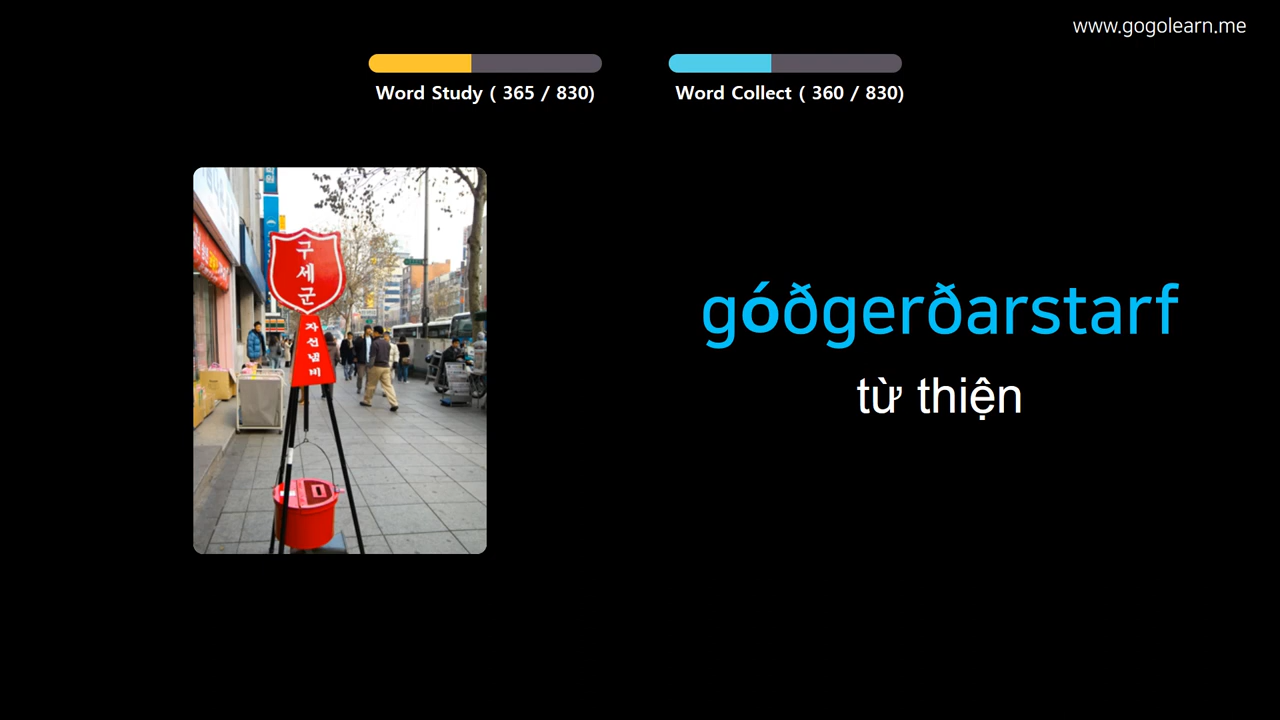 www.gogolearn.me
Word Study ( 365 / 830)
Word Collect ( 360 / 830)
구세군
자선냄비
góðgerðarstarf
từ thiện